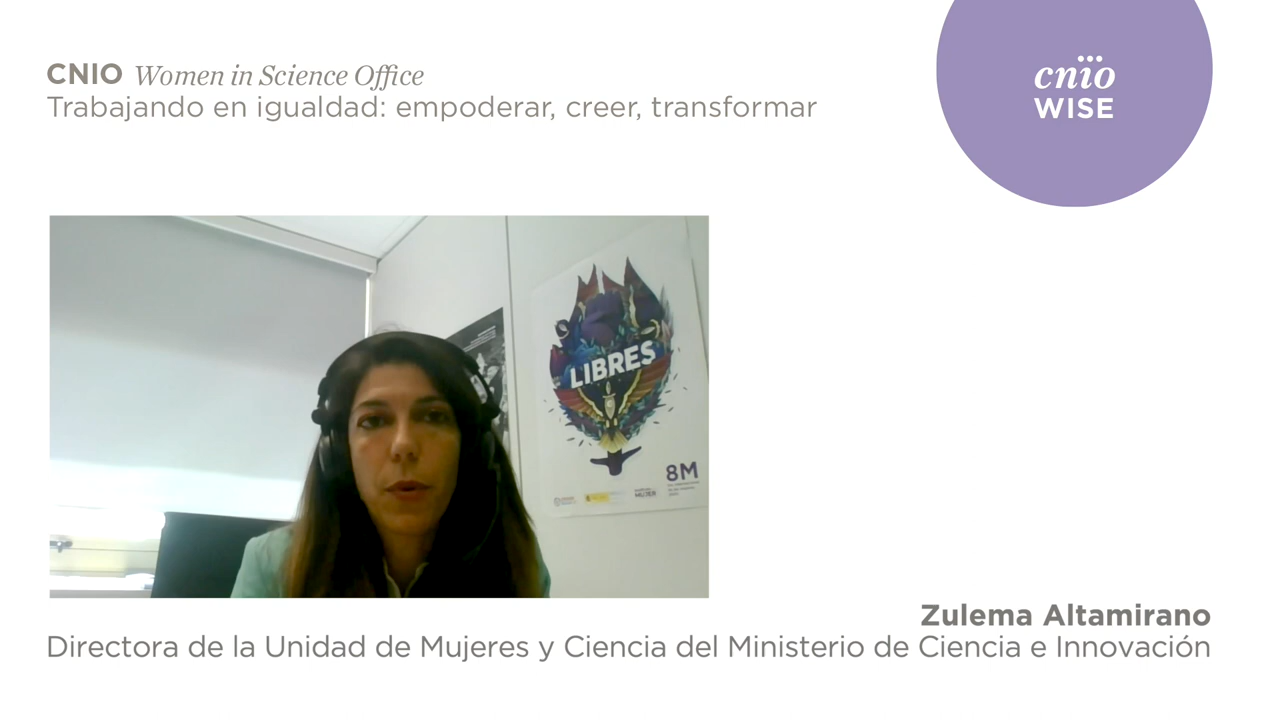 CNIO Women in Science Office
Trabajando en igualdad: empoderar, creer, transformar
cnio
WISE
LIBRES
8M
MUJER
Zulema Altamirano
Directora de la Unidad de Mujeres y Ciencia del Ministerio de Ciencia e Innovación